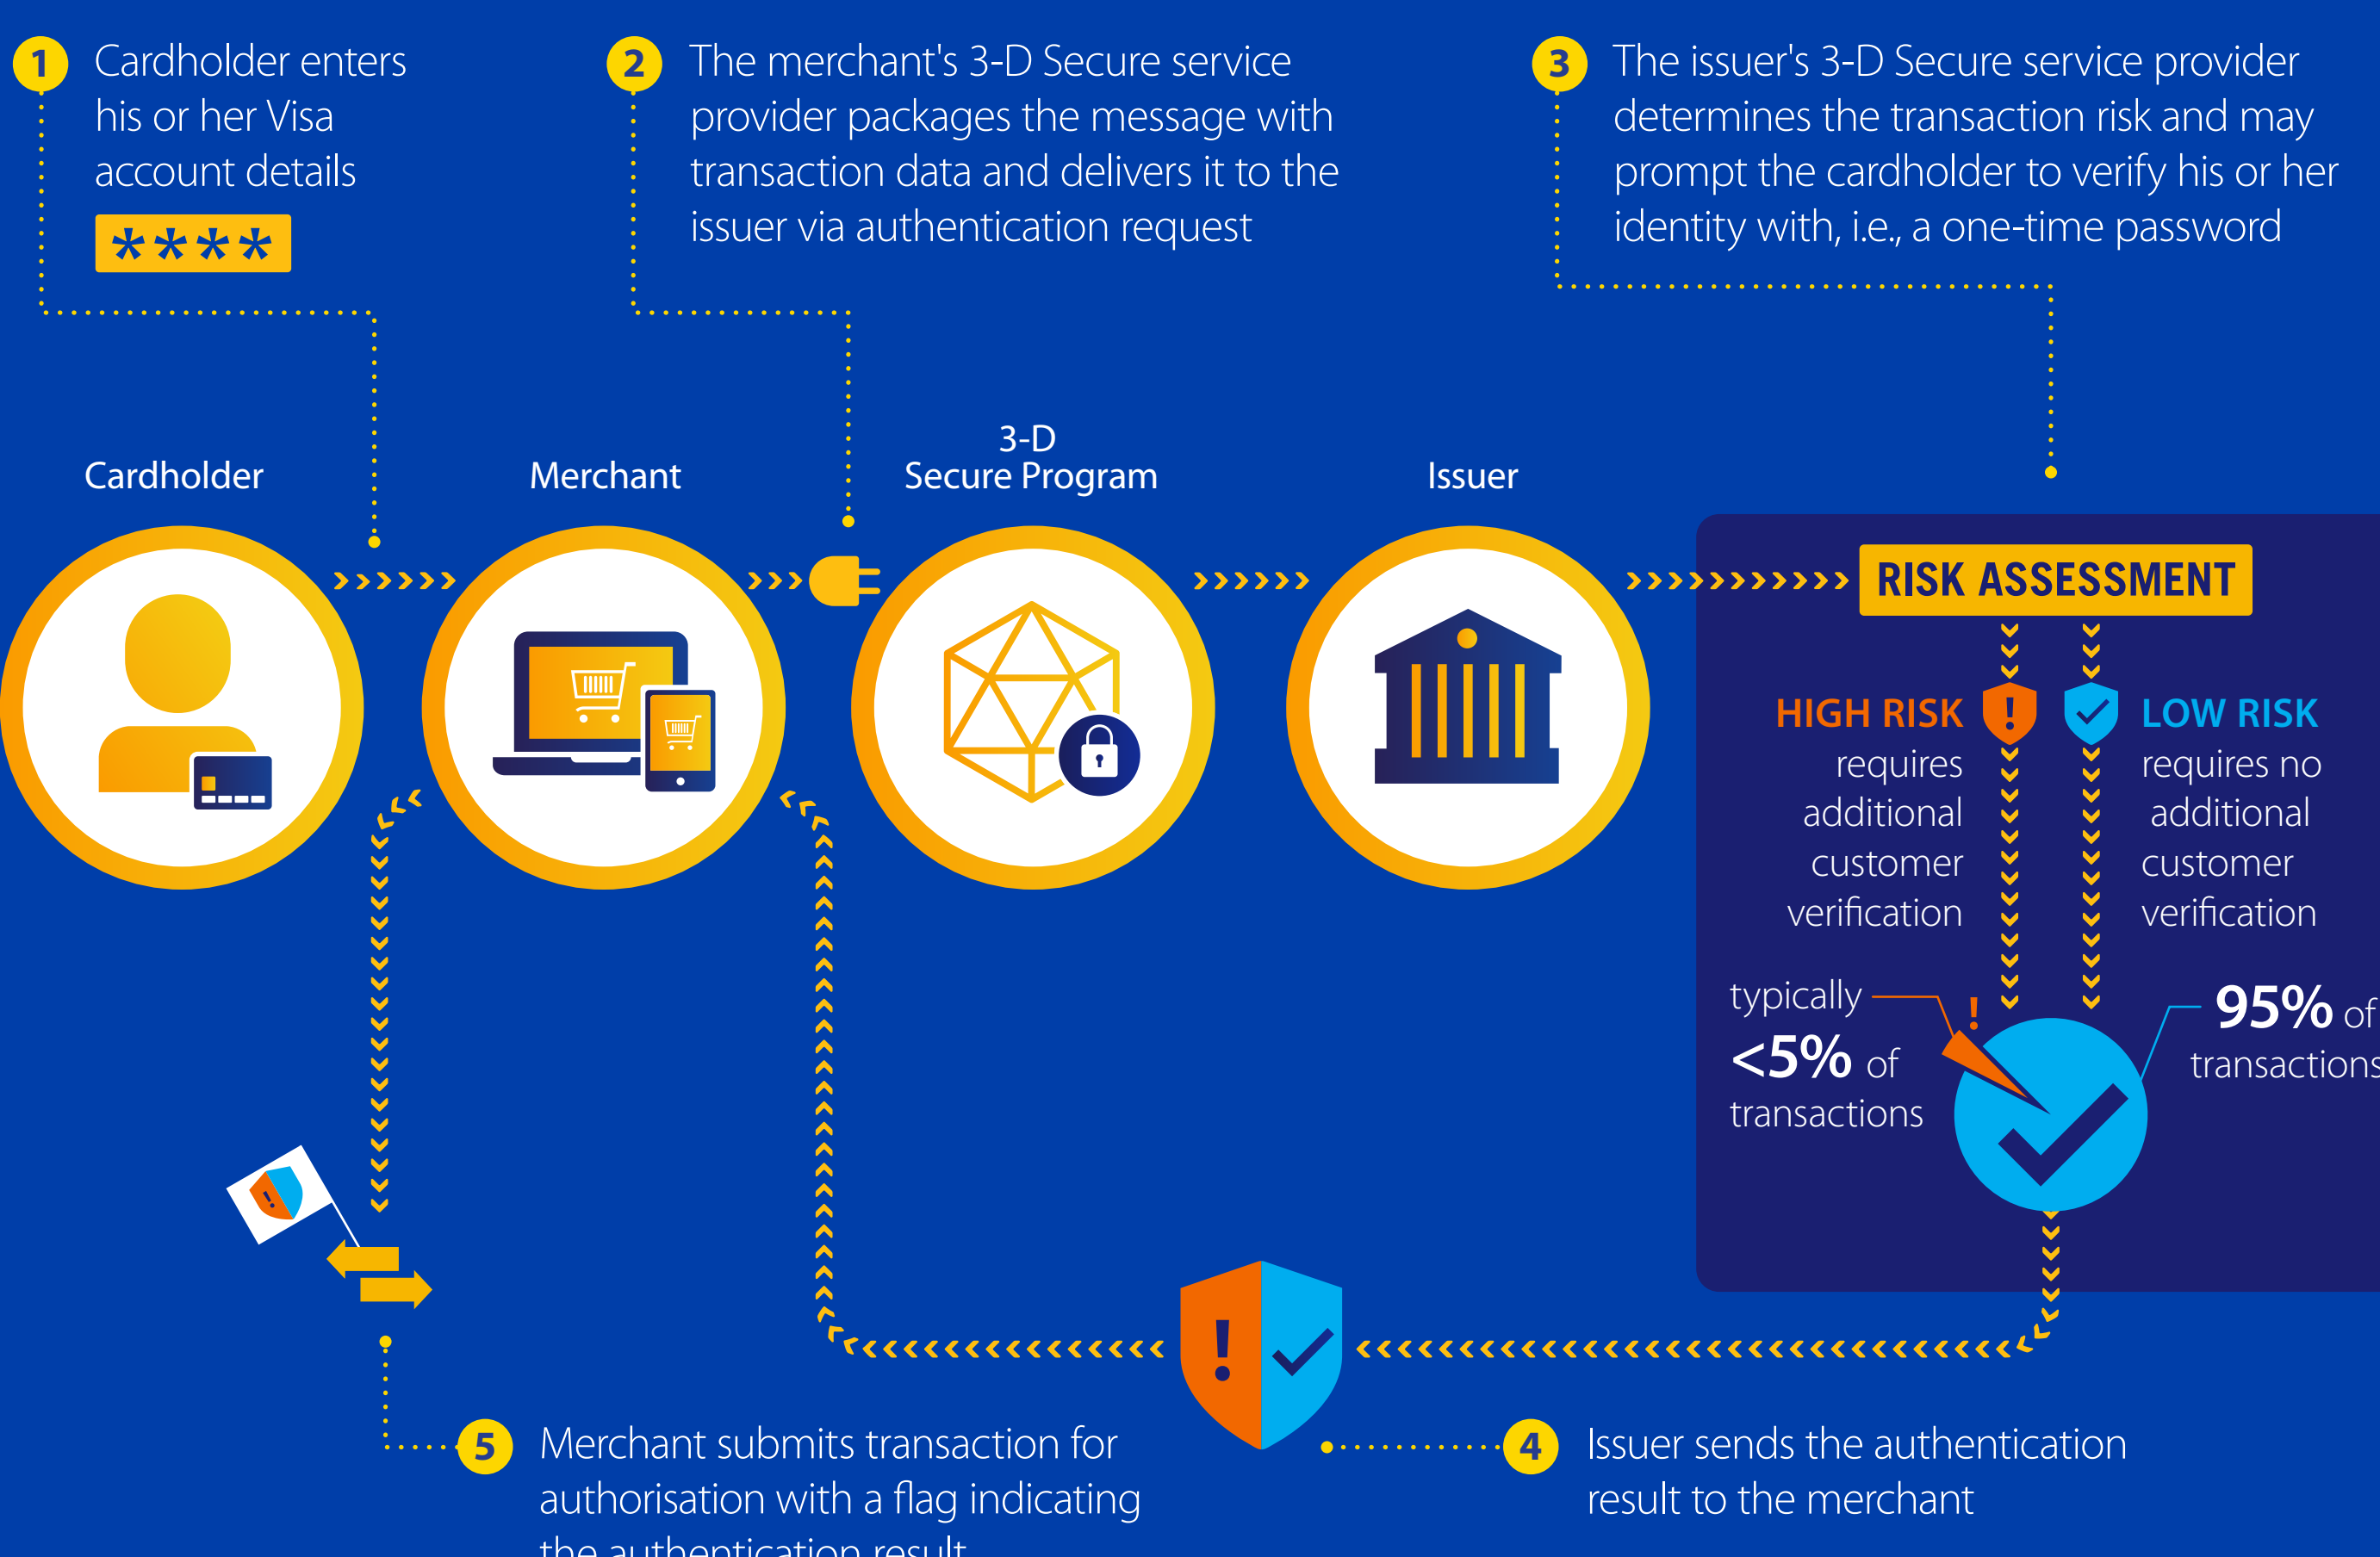 1 Cardholder enters
his or her Visa
account details
****
2 The merchant's 3-D Secure service
provider packages the message with
transaction data and delivers it to the
issuer via authentication request
3 The issuer's 3-D Secure service provider
determines the transaction risk and may
prompt the cardholder to verify his or her
identity with, i.e., a one-time password
Cardholder
Merchant
3-D
Secure Program
Issuer
RISK ASSESSMENT
HIGH RISK
requires
additional
customer
verification
LOW RISK
requires no
additional
customer
verification
typically
<5% of
transactions
95% of
transactions
5 Merchant submits transaction for
authorisation with a flag indicating
the authentication result
4 Issuer sends the authentication
result to the merchant